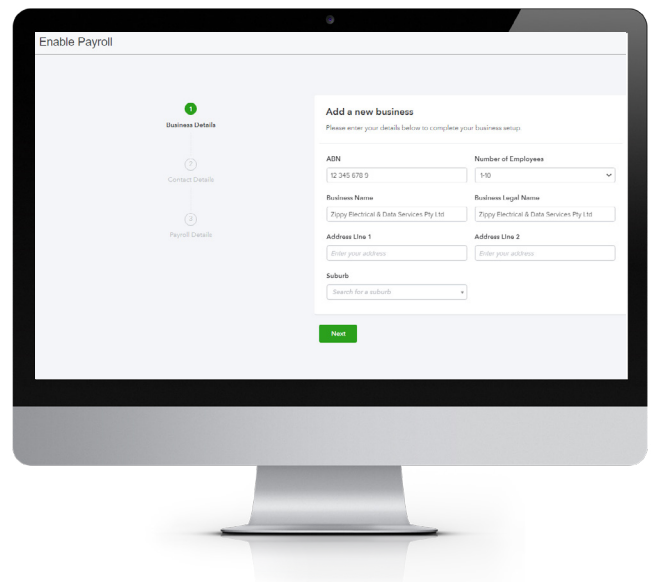 Enable Payroll
1
Business Details
2
Contact Details
Payroll Details
Add a new business
Please enter your details below to complete your business setup.
ABN
Number of Employees
12 345 678 9
1-10
Business Name
Business Legal Name
Zippy Electrical & Data Services Pty Ltd
Zippy Electrical & Data Services Pty Ltd
Address Line 1
Address Line 2
Enter your address
Enter your address
Suburb
Search for a suburb
Next